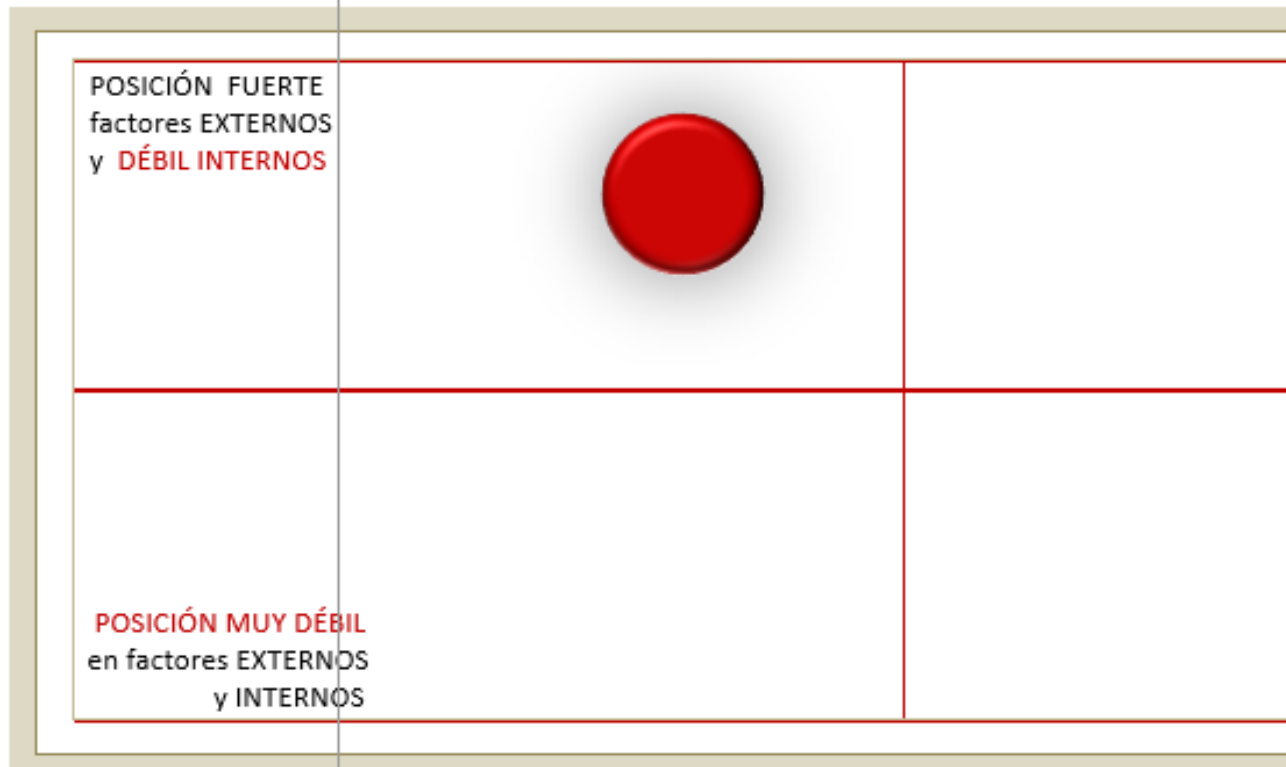 POSICIÓN FUERTE
factores EXTERNOS
y DÉBIL INTERNOS
POSICIÓN MUY DÉBIL
en factores EXTERNOS
y INTERNOS